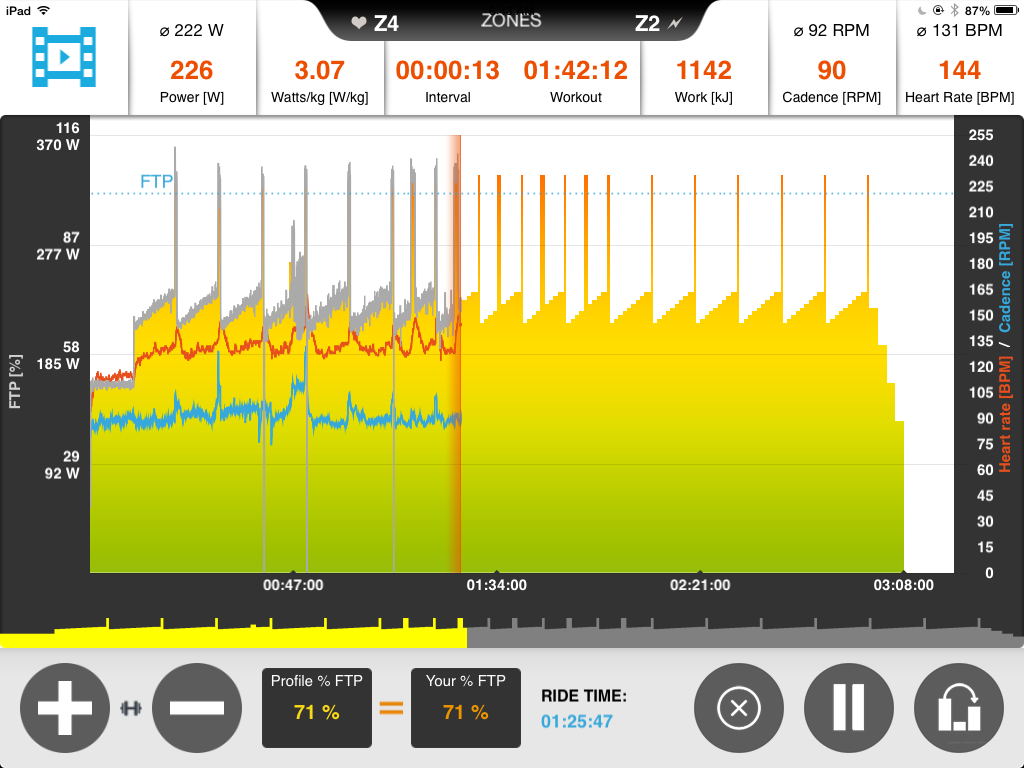 iPad
87%
Z4
ZONES
Z2
⌀ 222 W
226
Power [W]
3.07
Watts/kg [W/kg]
00:00:13
Interval
01:42:12
Workout
1142
Work [kJ]
⌀ 92 RPM
90
Cadence [RPM]
⌀ 131 BPM
144
Heart Rate [BPM]
116
370 W
87
277 W
58
185 W
29
92 W
FTP [%]
FTP
255
240
225
210
195
180
165
150
135
120
105
90
75
60
45
30
15
0
Heart rate [BPM] / Cadence [RPM]
00:47:00
01:34:00
02:21:00
03:08:00
Profile % FTP
71 %
Your % FTP
71 %
RIDE TIME:
01:25:47